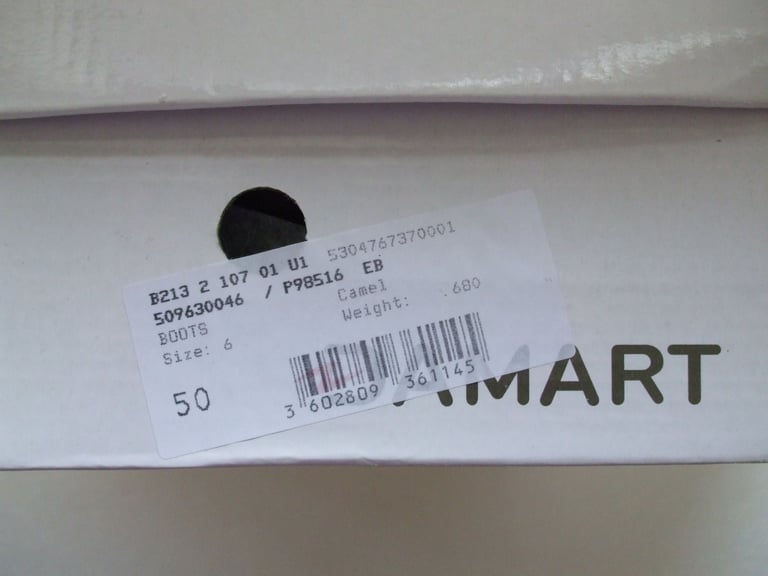 B213 2 107 01 U1 5304767370001
509630046 / P98516 EB
BOOTS Camel
Size: 6 Weight: .680
50
3 602809 361145
AMART